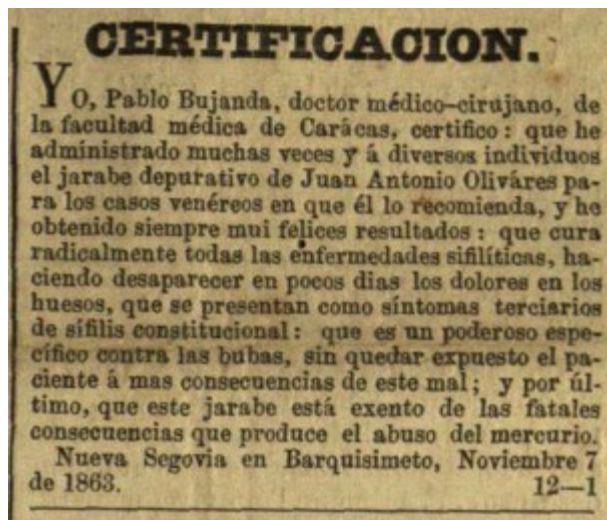 CERTIFICACION.
YO, Pablo Bujanda, doctor médico-cirujano, de
la facultad médica de Carácas, certifico: que he
administrado muchas veces y á diversos individuos
el jarabe depurativo de Juan Antonio Olivάres pa-
ra los casos venéreos en que él lo recomienda, y he
obtenido siempre mui felices resultados: que cura
radicalmente todas las enfermedades sifilíticas, ha-
ciendo desaparecer en pocos dias los dolores en los
huesos, que se presentan como síntomas terciarios
de sífilis constitucional: que es un poderoso espe-
cífico contra las bubas, sin quedar expuesto el pa-
ciente á mas consecuencias de este mal; y por úl-
timo, que este jarabe está exento de las fatales
consecuencias que produce el abuso del mercurio.
Nueva Segovia en Barquisimeto, Noviembre 7
de 1863. 12—1